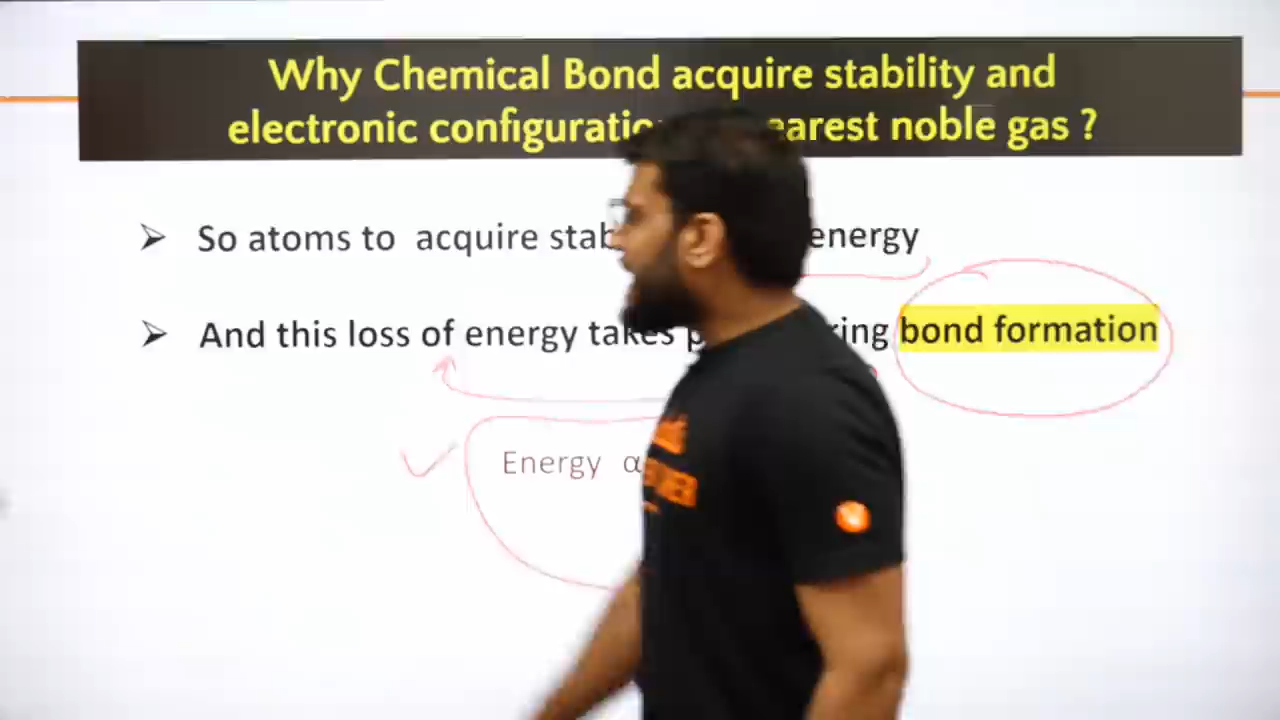 Why Chemical Bond acquire stability and
electronic configuratio earest noble gas ?
➤ So atoms to acquire stab energy
➤ And this loss of energy takes p ring bond formation
Energy α